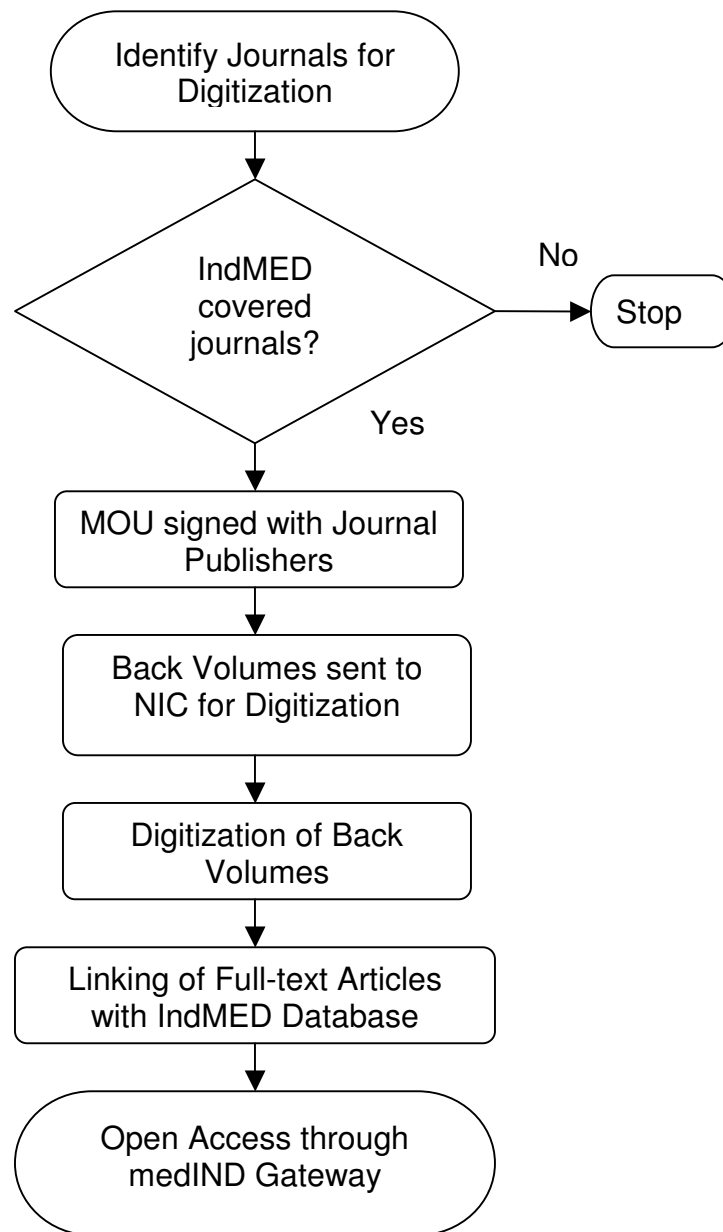 Identify Journals for
Digitization
IndMED
covered
journals?
No
Stop
Yes
MOU signed with Journal
Publishers
Back Volumes sent to
NIC for Digitization
Digitization of Back
Volumes
Linking of Full-text Articles
with IndMED Database
Open Access through
medIND Gateway